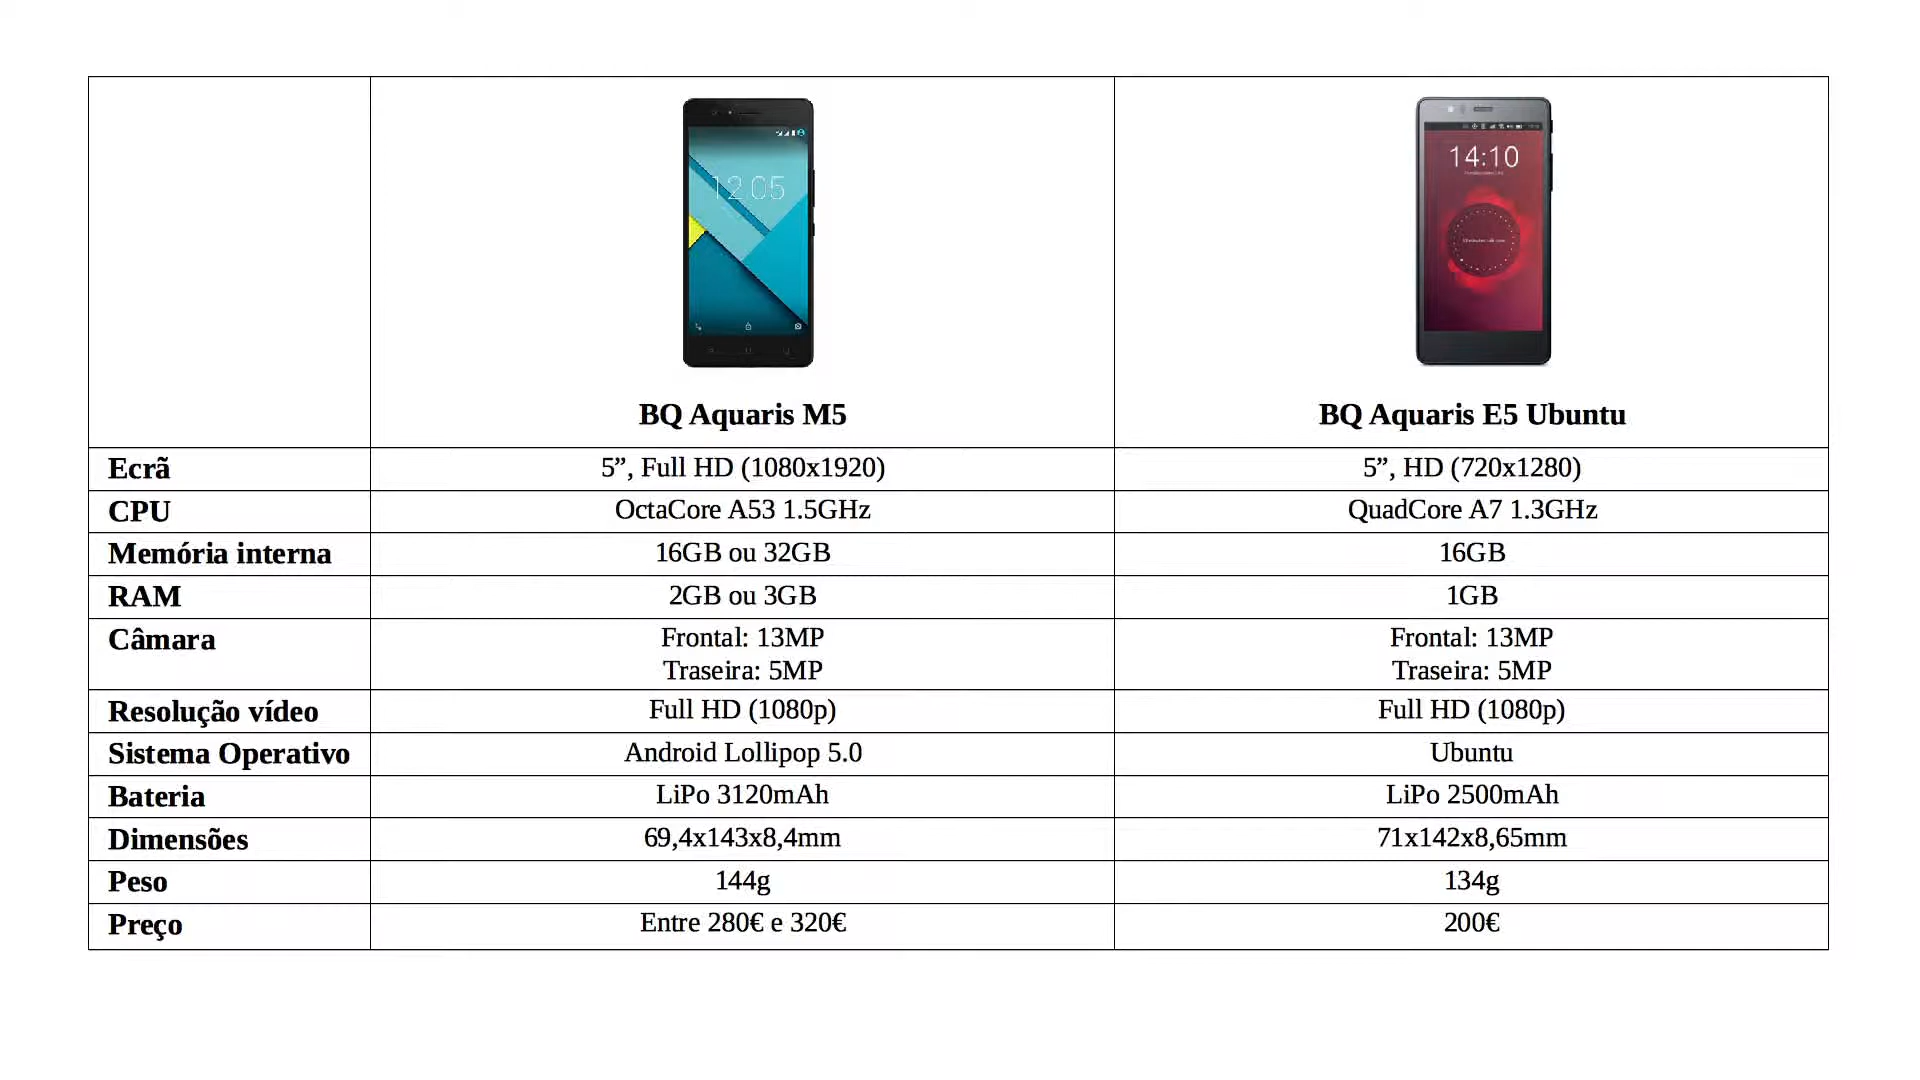 12:05
14:10
BQ Aquaris M5
BQ Aquaris E5 Ubuntu
Ecrã
5”, Full HD (1080x1920)
5”, HD (720x1280)
CPU
OctaCore A53 1.5GHz
QuadCore A7 1.3GHz
Memória interna
16GB ou 32GB
16GB
RAM
2GB ou 3GB
1GB
Câmara
Frontal: 13MP
Traseira: 5MP
Frontal: 13MP
Traseira: 5MP
Resolução vídeo
Full HD (1080p)
Full HD (1080p)
Sistema Operativo
Android Lollipop 5.0
Ubuntu
Bateria
LiPo 3120mAh
LiPo 2500mAh
Dimensões
69,4x143x8,4mm
71x142x8,65mm
Peso
144g
134g
Preço
Entre 280€ e 320€
200€